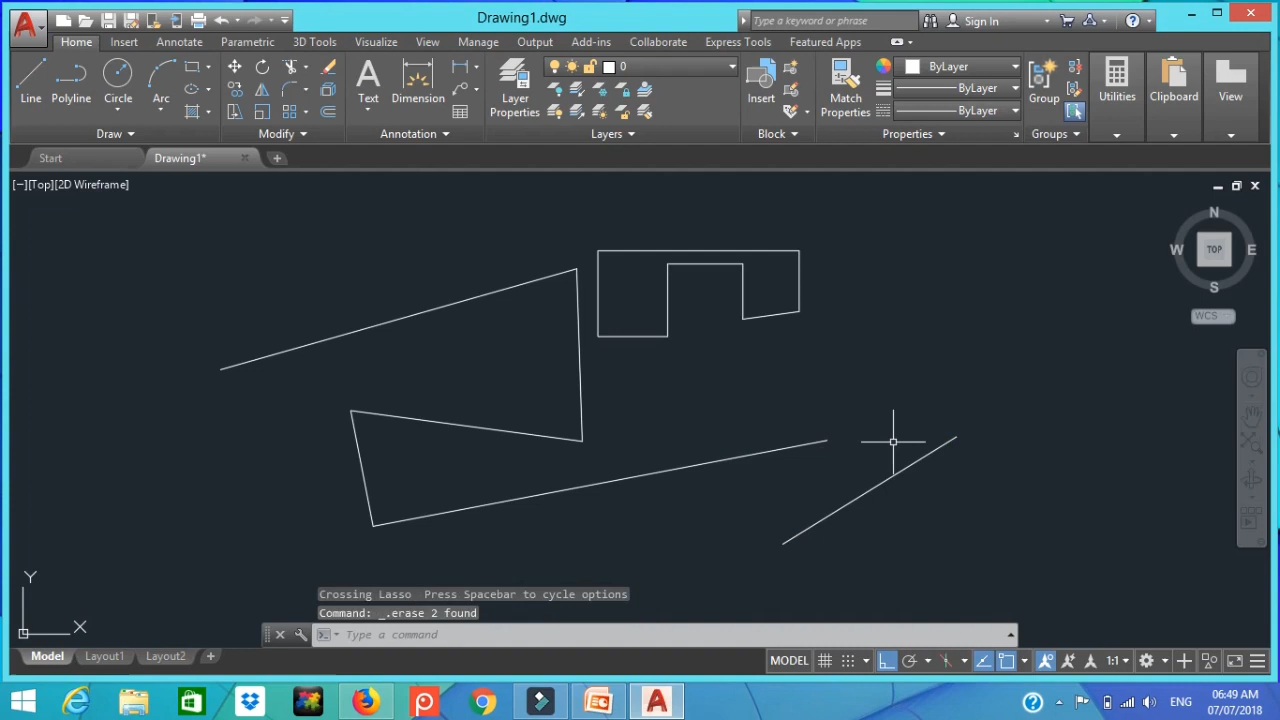 Drawing1.dwg
Type a keyword or phrase
Sign In
Home Insert Annotate Parametric 3D Tools Visualize View Manage Output Add-ins Collaborate Express Tools Featured Apps
0
ByLayer
ByLayer
ByLayer
Line Polyline Circle Arc
Text Dimension
Layer Properties
Insert
Match Properties
Group
Utilities
Clipboard
View
Draw Modify Annotation Layers Block Properties Groups
Start Drawing1*
[−][Top][2D Wireframe]
N
W TOP E
S
WCS
Y
X
Crossing Lasso Press Spacebar to cycle options
Command: _.erase 2 found
Type a command
Model Layout1 Layout2
MODEL 1:1
ENG
06:49 AM
07/07/2018